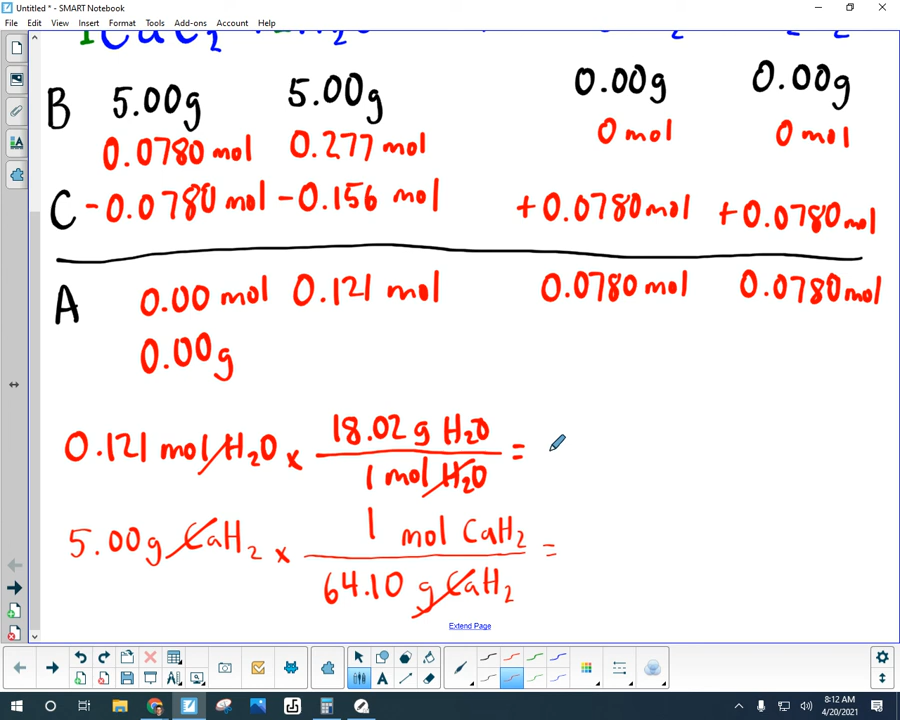 Untitled * - SMART Notebook
File Edit View Insert Format Tools Add-ons Account Help
1CaC2
B 5.00g 5.00g 0.00g 0.00g
0.0780 mol 0.277 mol 0 mol 0 mol
C -0.0780 mol -0.156 mol +0.0780 mol +0.0780 mol
A 0.00 mol 0.121 mol 0.0780 mol 0.0780 mol
0.00g
0.121 mol H2O x 18.02 g H2O / 1 mol H2O =
5.00g CaH2 x 1 mol CaH2 / 64.10 g CaH2 =
Extend Page
8:12 AM
4/20/2021